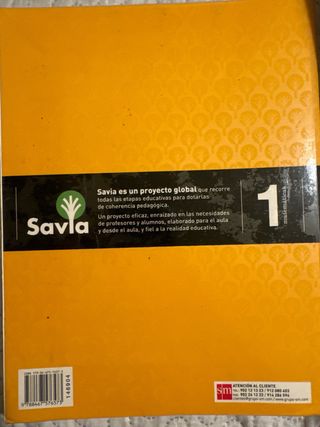 Savia es un proyecto global que recorre
todas las etapas educativas para dotarlas
de coherencia pedagógica.
Un proyecto eficaz, enraizado en las necesidades
de profesores y alumnos, elaborado para el aula
y desde el aula, y fiel a la realidad educativa.
Savia
1
matemáticas
146904
sm
ATENCIÓN AL CLIENTE